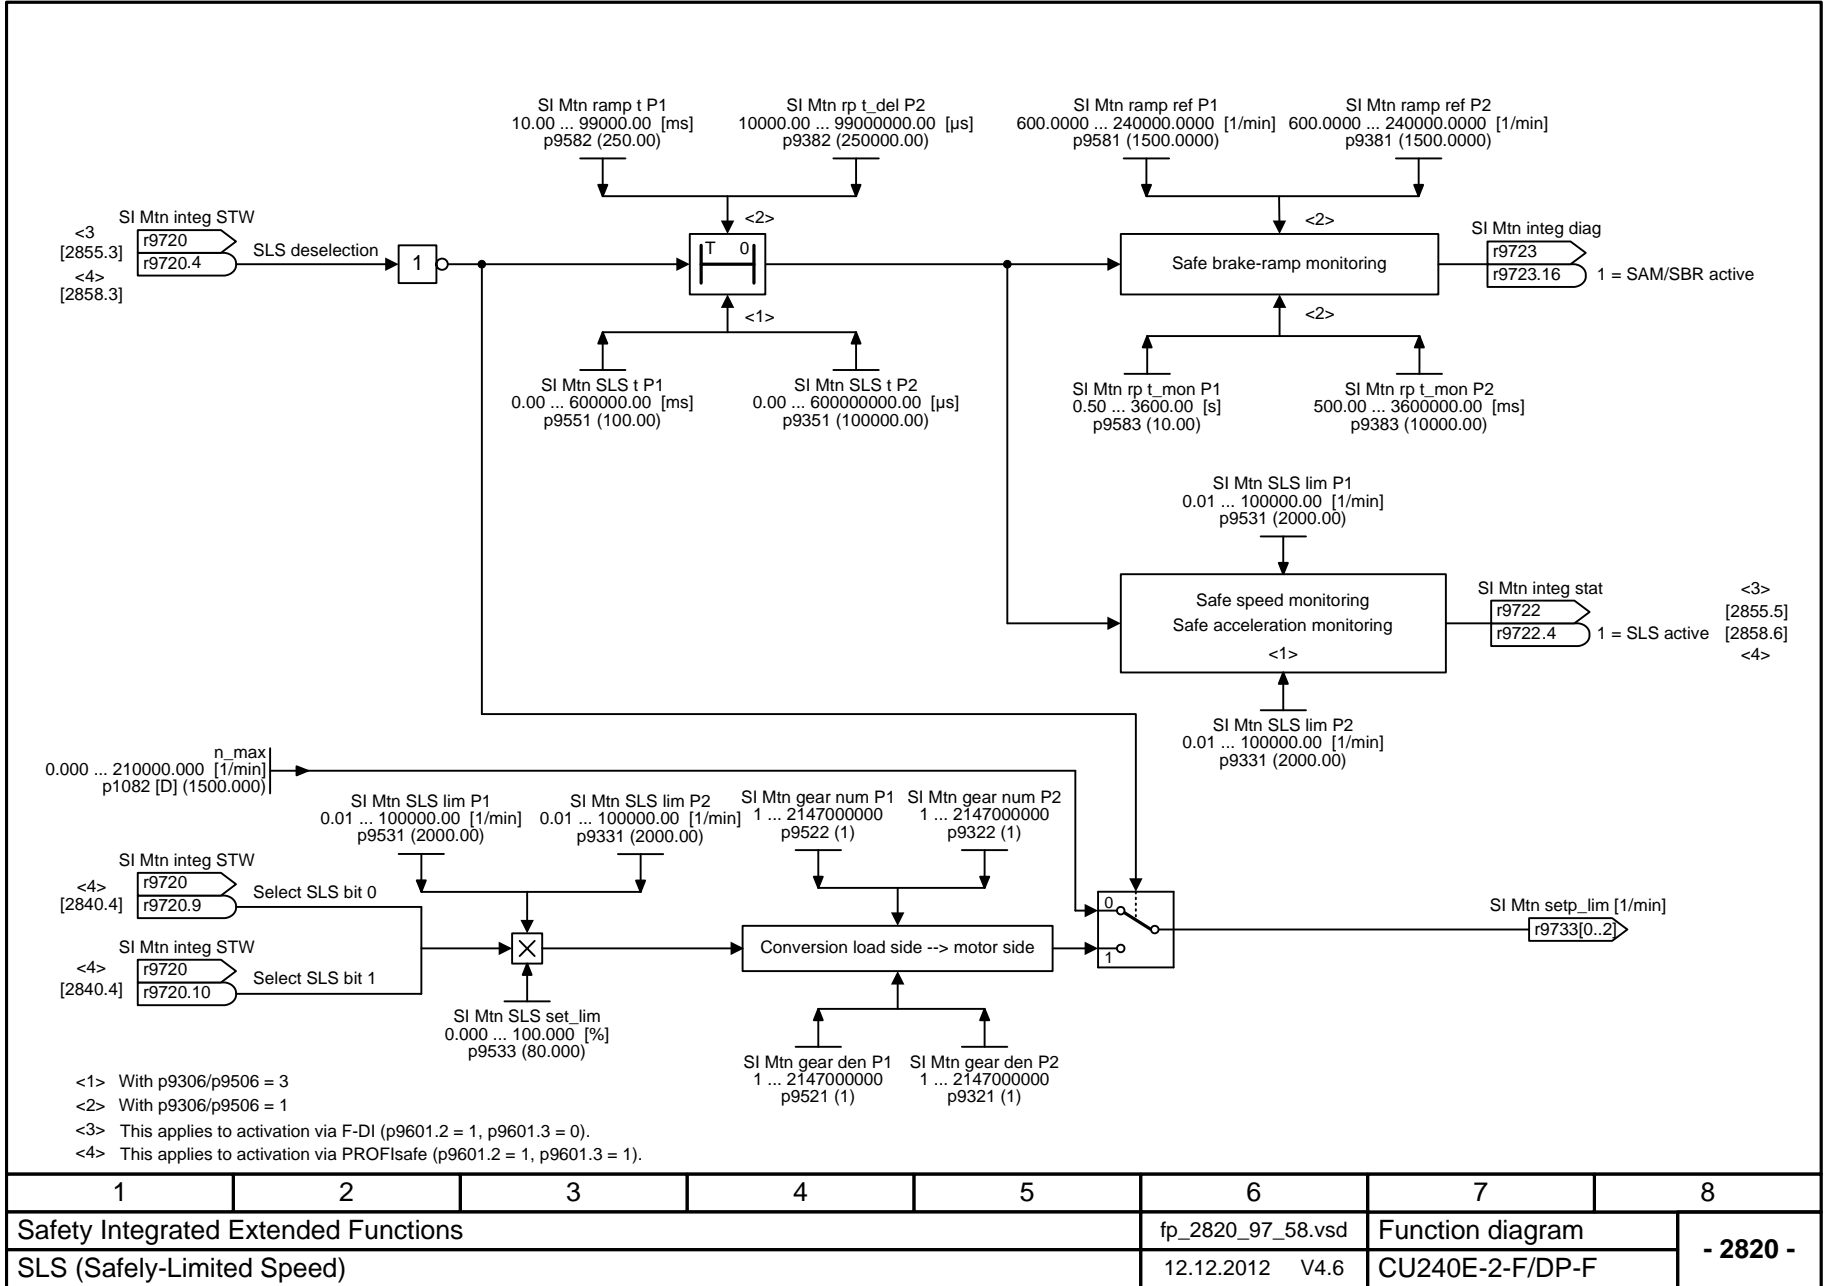 SI Mtn ramp t P1
10.00 ... 99000.00 [ms]
p9582 (250.00)
SI Mtn rp t_del P2
10000.00 ... 99000000.00 [µs]
p9382 (250000.00)
SI Mtn ramp ref P1
600.0000 ... 240000.0000 [1/min]
p9581 (1500.0000)
SI Mtn ramp ref P2
600.0000 ... 240000.0000 [1/min]
p9381 (1500.0000)
<3
[2855.3]
<4>
[2858.3]
SI Mtn integ STW
r9720
r9720.4
SLS deselection
1
<2>
T 0
<1>
<2>
Safe brake-ramp monitoring
<2>
SI Mtn integ diag
r9723
r9723.16
1 = SAM/SBR active
SI Mtn SLS t P1
0.00 ... 600000.00 [ms]
p9551 (100.00)
SI Mtn SLS t P2
0.00 ... 600000000.00 [µs]
p9351 (100000.00)
SI Mtn rp t_mon P1
0.50 ... 3600.00 [s]
p9583 (10.00)
SI Mtn rp t_mon P2
500.00 ... 3600000.00 [ms]
p9383 (10000.00)
SI Mtn SLS lim P1
0.01 ... 100000.00 [1/min]
p9531 (2000.00)
Safe speed monitoring
Safe acceleration monitoring
<1>
SI Mtn integ stat
r9722
r9722.4
1 = SLS active
<3>
[2855.5]
[2858.6]
<4>
SI Mtn SLS lim P2
0.01 ... 100000.00 [1/min]
p9331 (2000.00)
n_max
0.000 ... 210000.000 [1/min]
p1082 [D] (1500.000)
SI Mtn SLS lim P1
0.01 ... 100000.00 [1/min]
p9531 (2000.00)
SI Mtn SLS lim P2
0.01 ... 100000.00 [1/min]
p9331 (2000.00)
SI Mtn gear num P1
1 ... 2147000000
p9522 (1)
SI Mtn gear num P2
1 ... 2147000000
p9322 (1)
<4>
[2840.4]
SI Mtn integ STW
r9720
r9720.9
Select SLS bit 0
<4>
[2840.4]
SI Mtn integ STW
r9720
r9720.10
Select SLS bit 1
Conversion load side --> motor side
0
1
SI Mtn setp_lim [1/min]
r9733[0..2]
SI Mtn SLS set_lim
0.000 ... 100.000 [%]
p9533 (80.000)
SI Mtn gear den P1
1 ... 2147000000
p9521 (1)
SI Mtn gear den P2
1 ... 2147000000
p9321 (1)
<1> With p9306/p9506 = 3
<2> With p9306/p9506 = 1
<3> This applies to activation via F-DI (p9601.2 = 1, p9601.3 = 0).
<4> This applies to activation via PROFIsafe (p9601.2 = 1, p9601.3 = 1).
1 2 3 4 5 6 7 8
Safety Integrated Extended Functions
fp_2820_97_58.vsd
Function diagram
- 2820 -
SLS (Safely-Limited Speed)
12.12.2012 V4.6
CU240E-2-F/DP-F